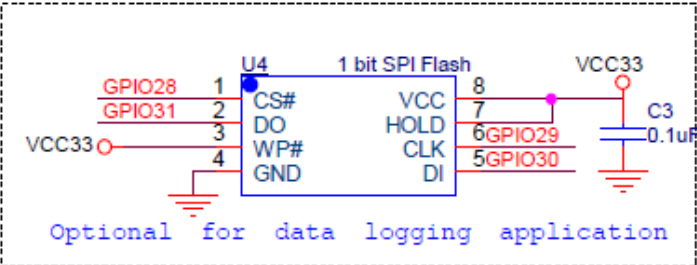 U4 1 bit SPI Flash VCC33
GPIO28 1 CS# VCC 8
GPIO31 2 DO HOLD 7 C3
VCC33 3 WP# CLK 6 GPIO29 0.1uF
4 GND DI 5 GPIO30
Optional for data logging application